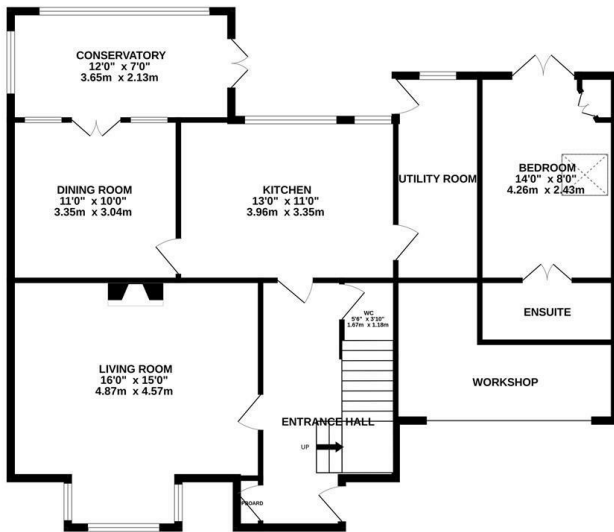 CONSERVATORY
12'0" x 7'0"
3.65m x 2.13m
DINING ROOM
11'0" x 10'0"
3.35m x 3.04m
KITCHEN
13'0" x 11'0"
3.96m x 3.35m
UTILITY ROOM
BEDROOM
14'0" x 8'0"
4.26m x 2.43m
ENSUITE
WC
5'6" x 3'10"
1.67m x 1.18m
LIVING ROOM
16'0" x 15'0"
4.87m x 4.57m
WORKSHOP
ENTRANCE HALL
UP